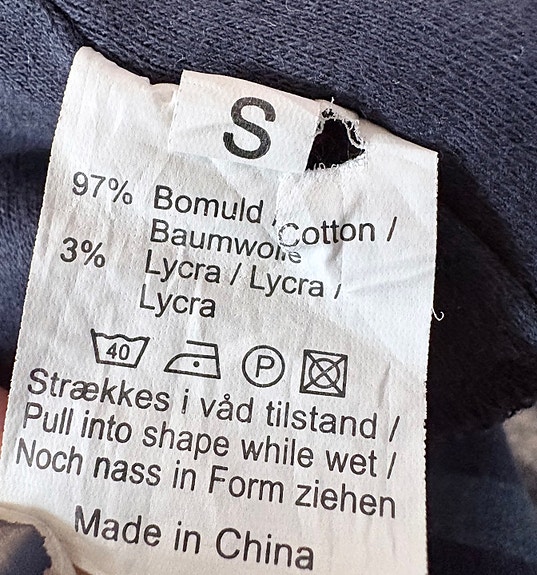 S
97% Bomuld / Cotton /
Baumwolle
3% Lycra / Lycra /
Lycra
40 P
Strækkes i våd tilstand /
Pull into shape while wet /
Noch nass in Form ziehen
Made in China